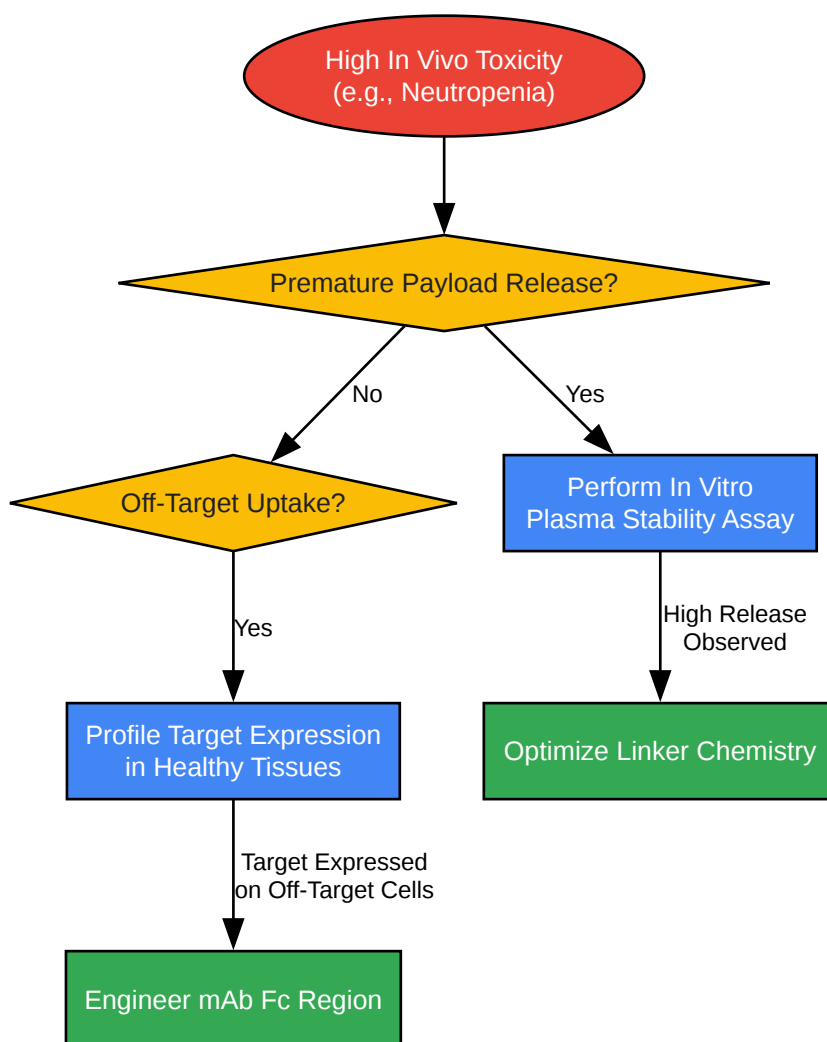 High In Vivo Toxicity
(e.g., Neutropenia)
Premature Payload Release?
No
Yes
Off-Target Uptake?
Perform In Vitro
Plasma Stability Assay
Yes
High Release
Observed
Profile Target Expression
in Healthy Tissues
Optimize Linker Chemistry
Target Expressed
on Off-Target Cells
Engineer mAb Fc Region